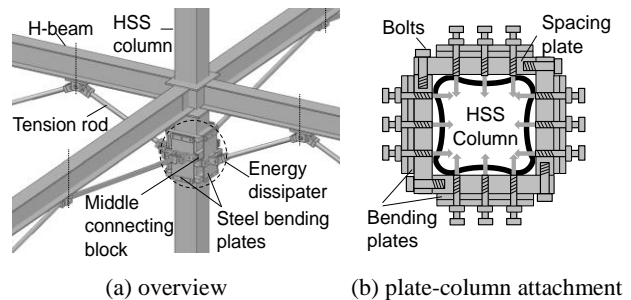 H-beam
HSS
column
Tension rod
Middle
connecting
block
Steel bending
plates
Energy
dissipater
(a) overview
Bolts
Spacing
plate
HSS
Column
Bending
plates
(b) plate-column attachment